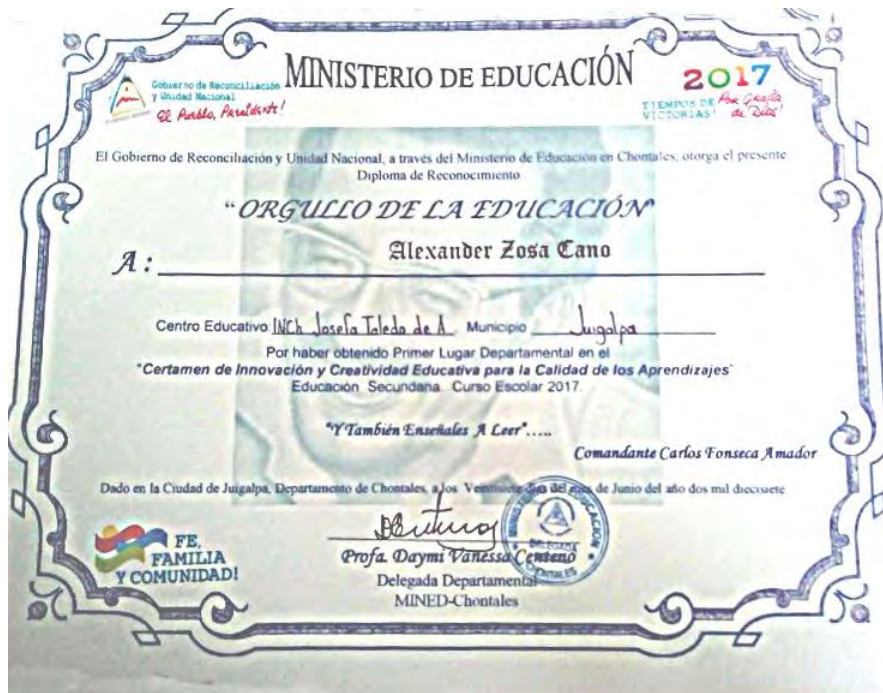 MINISTERIO DE EDUCACIÓN
Gobierno de Reconciliación
y Unidad Nacional
El Pueblo, Presidente!
2017
TIEMPOS DE Por Gracia
VICTORIAS! de Dios!
El Gobierno de Reconciliación y Unidad Nacional, a través del Ministerio de Educación en Chontales, otorga el presente
Diploma de Reconocimiento
"ORGULLO DE LA EDUCACIÓN"
A: Alexander Zosa Cano
Centro Educativo INCh Josefa Toledo de A. Municipio Juigalpa
Por haber obtenido Primer Lugar Departamental en el
"Certamen de Innovación y Creatividad Educativa para la Calidad de los Aprendizajes"
Educación Secundaria. Curso Escolar 2017.
"Y También Enseñales A Leer".....
Comandante Carlos Fonseca Amador
Dado en la Ciudad de Juigalpa, Departamento de Chontales, a los Veintisiete días del mes de Junio del año dos mil diecisiete
Profa. Daymi Vanessa Centeno
Delegada Departamental
MINED-Chontales
FE,
FAMILIA
Y COMUNIDAD!
MINISTERIO DE EDUCACION
DELEGADA
CHONTALES